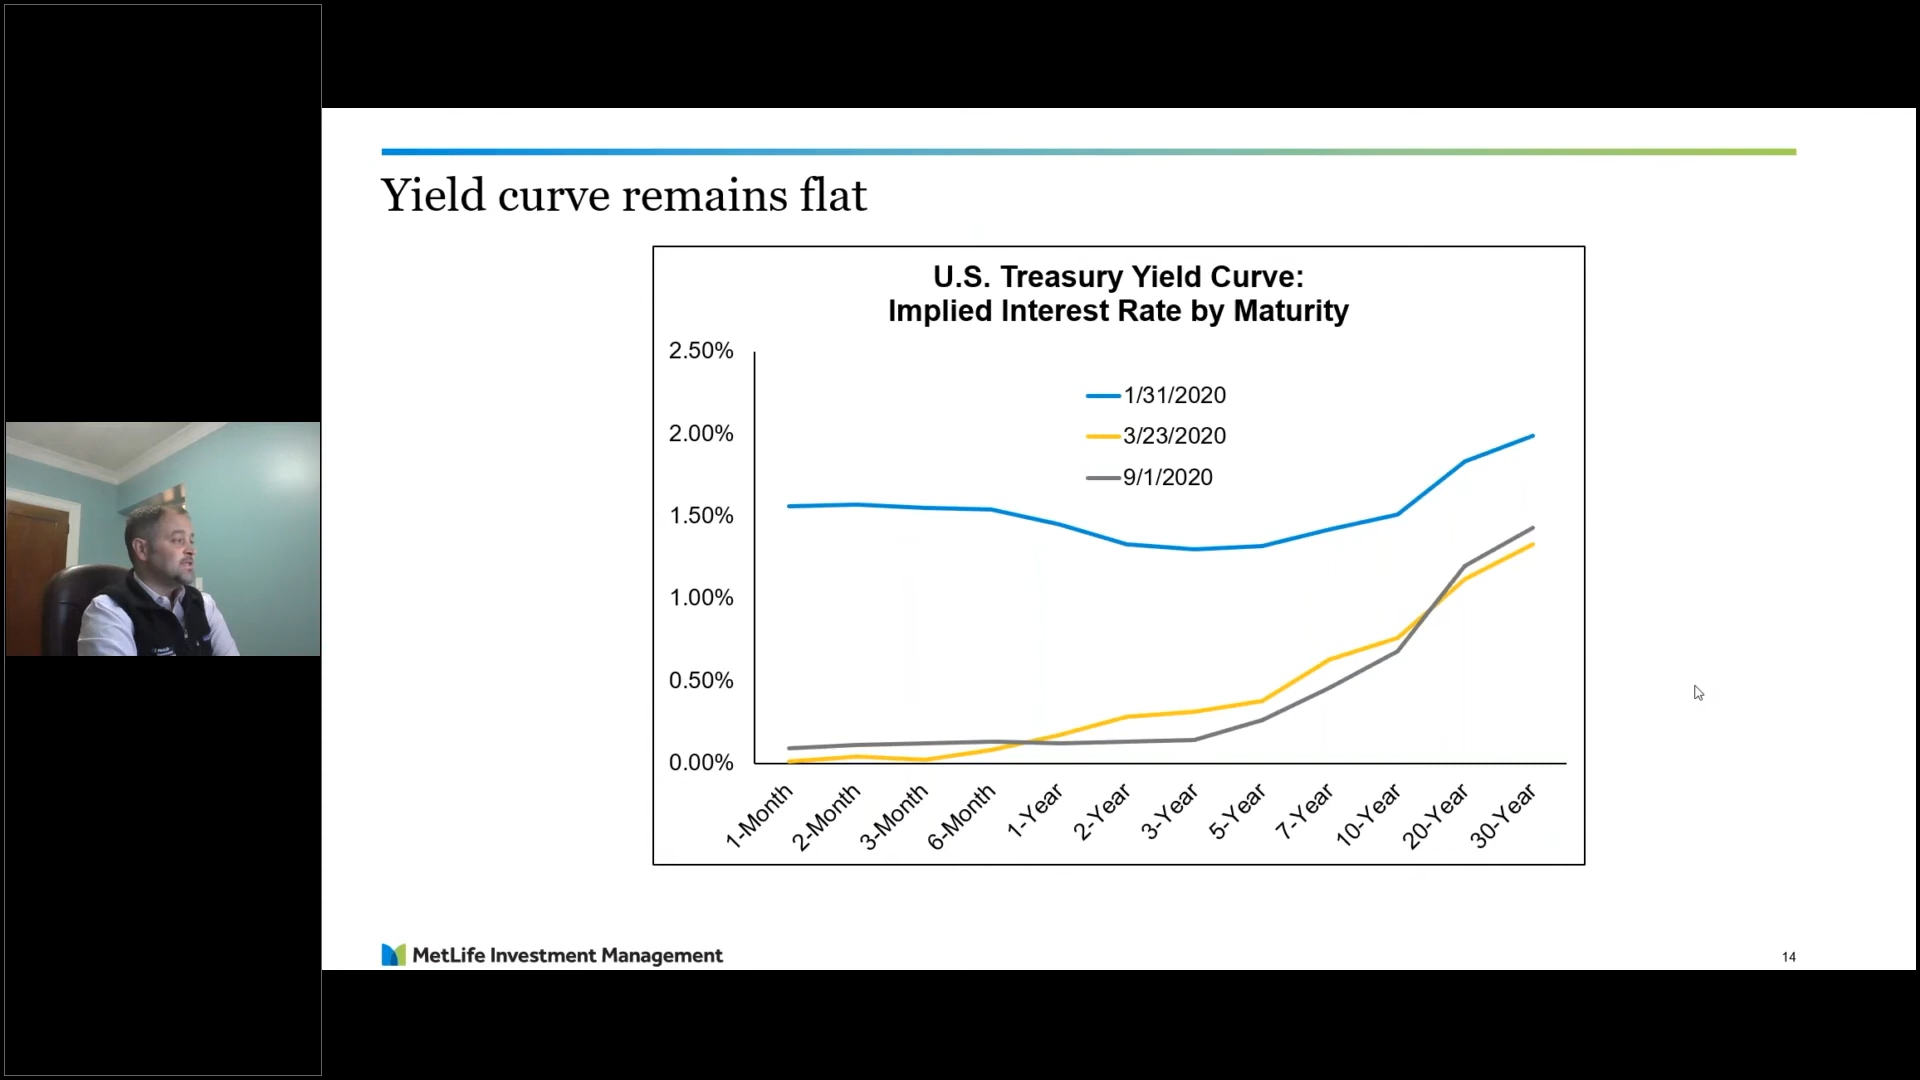 Yield curve remains flat
U.S. Treasury Yield Curve:
Implied Interest Rate by Maturity
2.50%
2.00%
1.50%
1.00%
0.50%
0.00%
1/31/2020
3/23/2020
9/1/2020
1-Month
2-Month
3-Month
6-Month
1-Year
2-Year
3-Year
5-Year
7-Year
10-Year
20-Year
30-Year
MetLife Investment Management
14